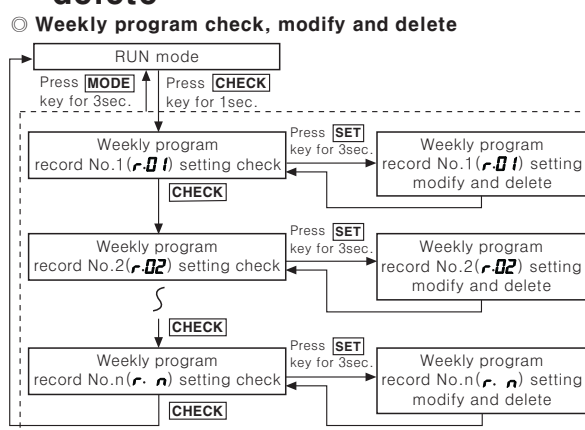 delete
◎ Weekly program check, modify and delete
RUN mode
Press MODE key for 3sec.
Press CHECK key for 1sec.
Weekly program
record No.1(r.01) setting check
Press SET
key for 3sec.
Weekly program
record No.1(r.01) setting
modify and delete
CHECK
Weekly program
record No.2(r.02) setting check
Press SET
key for 3sec.
Weekly program
record No.2(r.02) setting
modify and delete
CHECK
Weekly program
record No.n(r. n) setting check
Press SET
key for 3sec.
Weekly program
record No.n(r. n) setting
modify and delete
CHECK